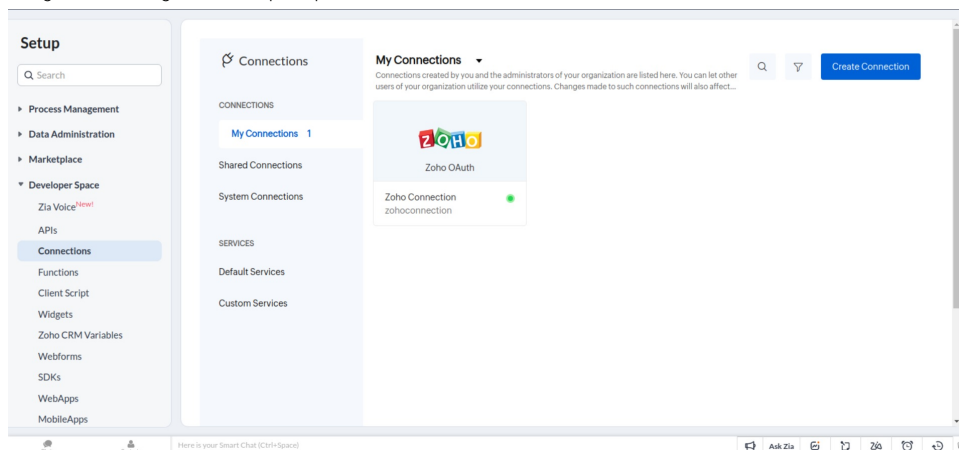 Setup
Search
Process Management
Data Administration
Marketplace
Developer Space
Zia Voice New!
APIs
Connections
Functions
Client Script
Widgets
Zoho CRM Variables
Webforms
SDKs
WebApps
MobileApps
Connections
CONNECTIONS
My Connections 1
Shared Connections
System Connections
SERVICES
Default Services
Custom Services
My Connections
Connections created by you and the administrators of your organization are listed here. You can let other
users of your organization utilize your connections. Changes made to such connections will also affect...
Create Connection
ZOHO
Zoho OAuth
Zoho Connection
zohoconnection
Here is your Smart Chat (Ctrl+Space)
Ask Zia